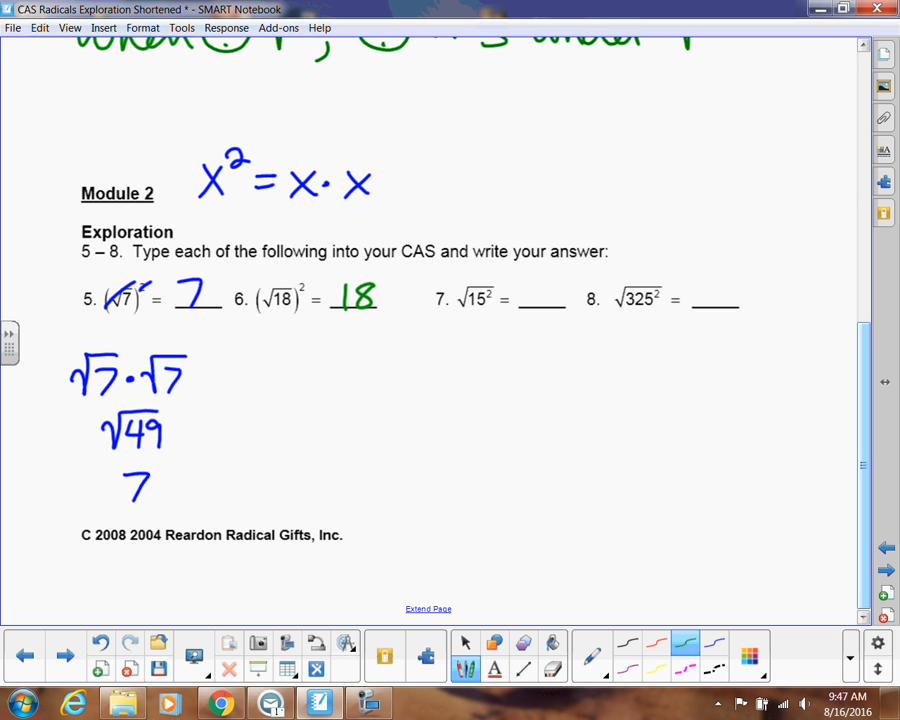 CAS Radicals Exploration Shortened * - SMART Notebook
File Edit View Insert Format Tools Response Add-ons Help
x² = x · x
Module 2
Exploration
5 – 8. Type each of the following into your CAS and write your answer:
5. (√7)² = 7 6. (√18)² = 18 7. √15² = ____ 8. √325² = ____
√7 · √7
√49
7
C 2008 2004 Reardon Radical Gifts, Inc.
Extend Page
9:47 AM
8/16/2016